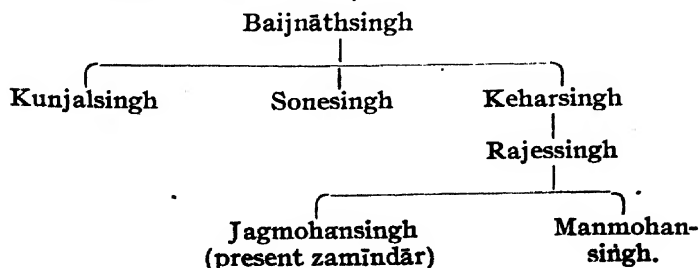 Baijnāthsingh
Kunjalsingh Sonesingh Keharsingh
Rajessingh
Jagmohansingh Manmohan-
(present zamīndār) singh.